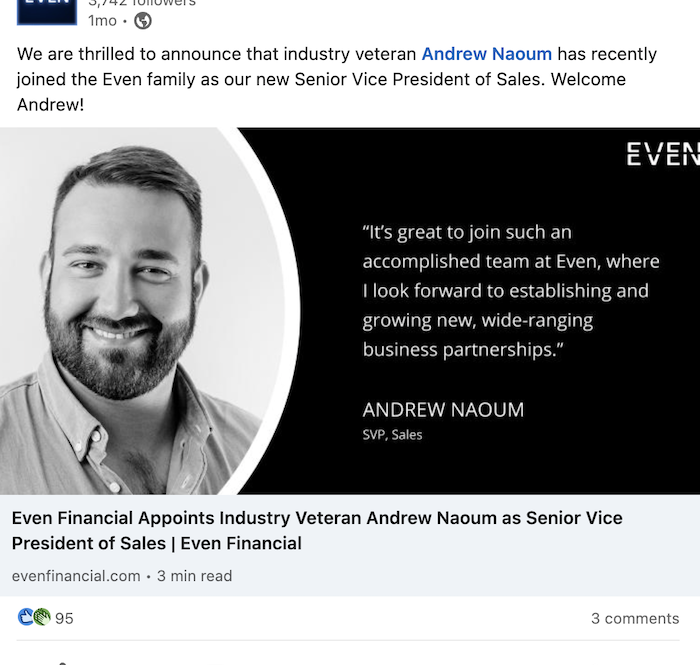 EVEN
3,742 followers
1mo •
We are thrilled to announce that industry veteran Andrew Naoum has recently
joined the Even family as our new Senior Vice President of Sales. Welcome
Andrew!
EVEN
“It’s great to join such an
accomplished team at Even, where
I look forward to establishing and
growing new, wide-ranging
business partnerships.”
ANDREW NAOUM
SVP, Sales
Even Financial Appoints Industry Veteran Andrew Naoum as Senior Vice
President of Sales | Even Financial
evenfinancial.com • 3 min read
95
3 comments